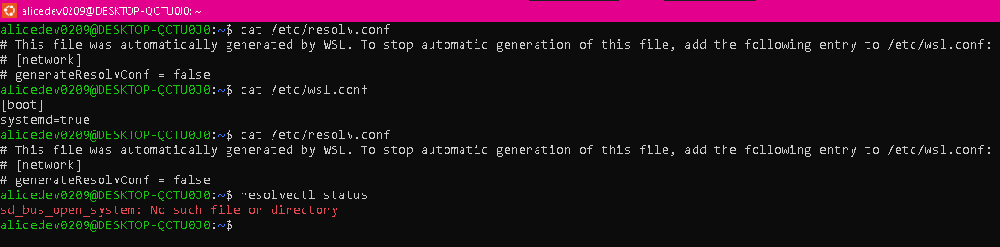 alicedev0209@DESKTOP-QCTU0J0: ~
alicedev0209@DESKTOP-QCTU0J0:~$ cat /etc/resolv.conf
# This file was automatically generated by WSL. To stop automatic generation of this file, add the following entry to /etc/wsl.conf:
# [network]
# generateResolvConf = false
alicedev0209@DESKTOP-QCTU0J0:~$ cat /etc/wsl.conf
[boot]
systemd=true
alicedev0209@DESKTOP-QCTU0J0:~$ cat /etc/resolv.conf
# This file was automatically generated by WSL. To stop automatic generation of this file, add the following entry to /etc/wsl.conf:
# [network]
# generateResolvConf = false
alicedev0209@DESKTOP-QCTU0J0:~$ resolvectl status
sd_bus_open_system: No such file or directory
alicedev0209@DESKTOP-QCTU0J0:~$